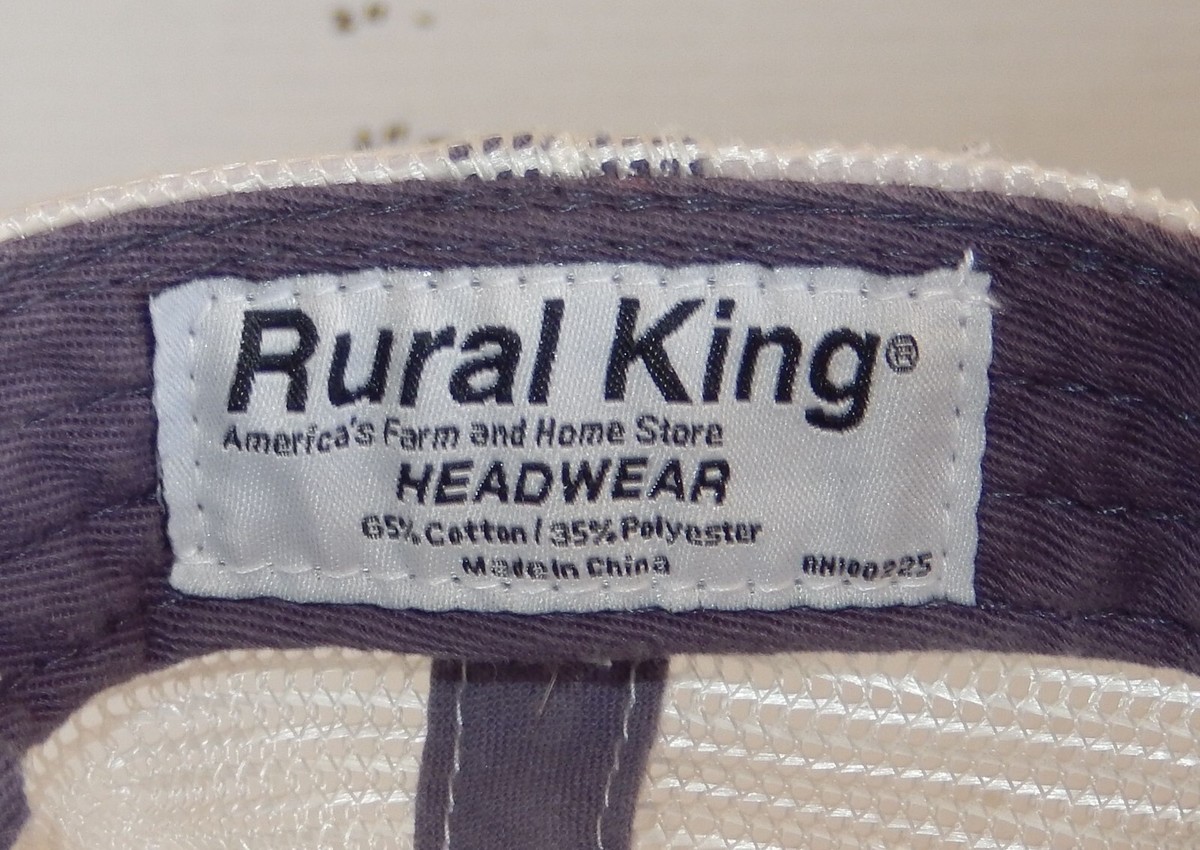 Rural King®
America's Farm and Home Store
HEADWEAR
65% Cotton / 35% Polyester
Made in China